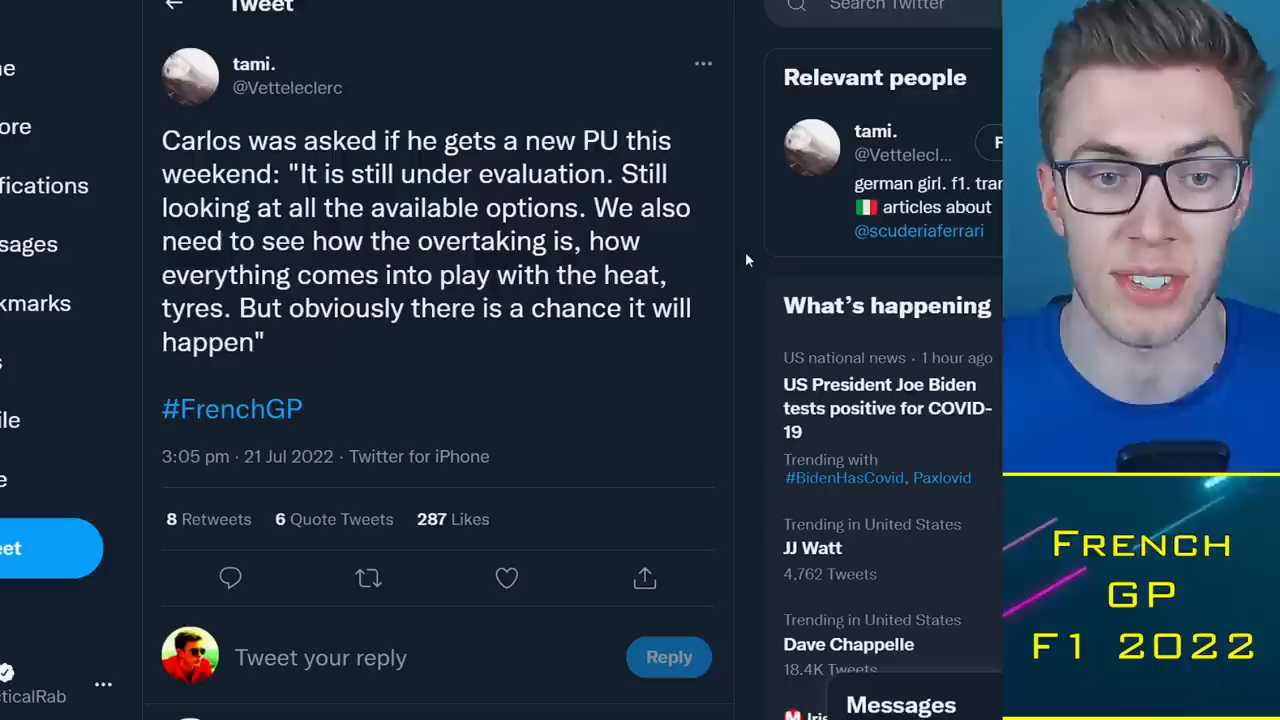 Tweet
Search Twitter
tami.
@Vetteleclerc
Carlos was asked if he gets a new PU this
weekend: "It is still under evaluation. Still
looking at all the available options. We also
need to see how the overtaking is, how
everything comes into play with the heat,
tyres. But obviously there is a chance it will
happen"
#FrenchGP
3:05 pm · 21 Jul 2022 · Twitter for iPhone
8 Retweets 6 Quote Tweets 287 Likes
Tweet your reply
Reply
ne
ore
ifications
sages
kmarks
s
file
e
eet
cticalRab
Relevant people
tami.
@Vettelecl...
F
german girl. f1. tran
articles about
@scuderiaferrari
What's happening
US national news · 1 hour ago
US President Joe Biden
tests positive for COVID-
19
Trending with
#BidenHasCovid, Paxlovid
Trending in United States
JJ Watt
4,762 Tweets
Trending in United States
Dave Chappelle
18.4K Tweets
Messages
French
GP
F1 2022